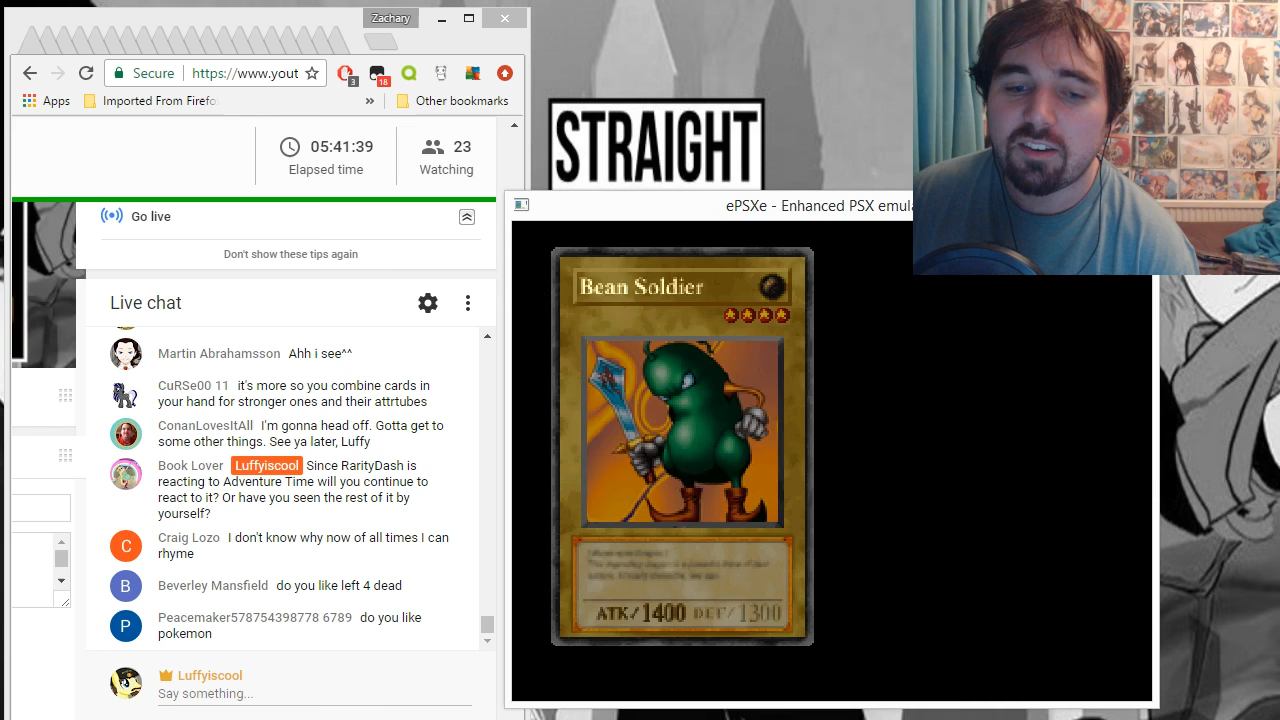 Zachary
Secure https://www.yout
3 18
Apps Imported From Firefo » Other bookmarks
05:41:39 23
Elapsed time Watching
STRAIGHT
Go live
Don't show these tips again
ePSXe - Enhanced PSX emula
Live chat
Martin Abrahamsson Ahh i see^^
CuRSe00 11 it's more so you combine cards in
your hand for stronger ones and their attrtubes
ConanLovesItAll I'm gonna head off. Gotta get to
some other things. See ya later, Luffy
Book Lover Luffyiscool Since RarityDash is
reacting to Adventure Time will you continue to
react to it? Or have you seen the rest of it by
yourself?
C Craig Lozo I don't know why now of all times I can
rhyme
B Beverley Mansfield do you like left 4 dead
P Peacemaker578754398778 6789 do you like
pokemon
Luffyiscool
Say something...
Bean Soldier
ATK/1400 DEF/1300